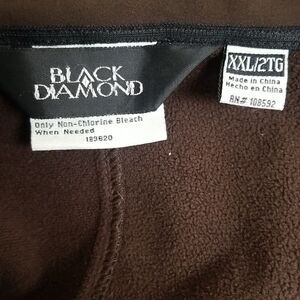 BLACK
DIAMOND
XXL/2TG
Made in China
Hecho en China
RN# 108592
Only Non-Chlorine Bleach
When Needed
189620